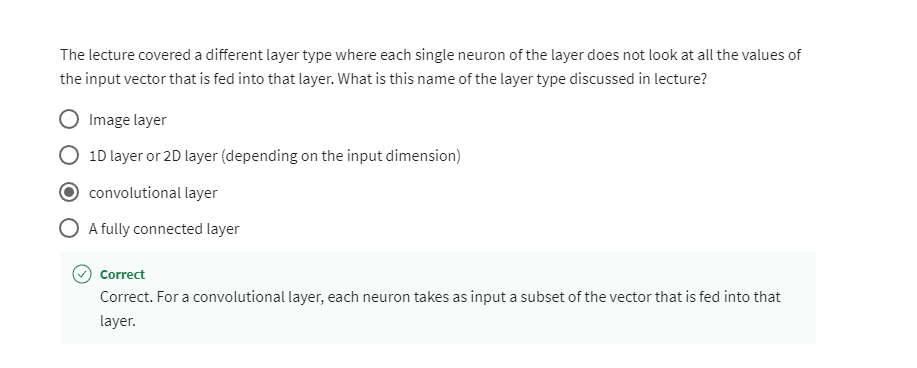 The lecture covered a different layer type where each single neuron of the layer does not look at all the values of
the input vector that is fed into that layer. What is this name of the layer type discussed in lecture?
Image layer
1D layer or 2D layer (depending on the input dimension)
convolutional layer
A fully connected layer
Correct
Correct. For a convolutional layer, each neuron takes as input a subset of the vector that is fed into that
layer.